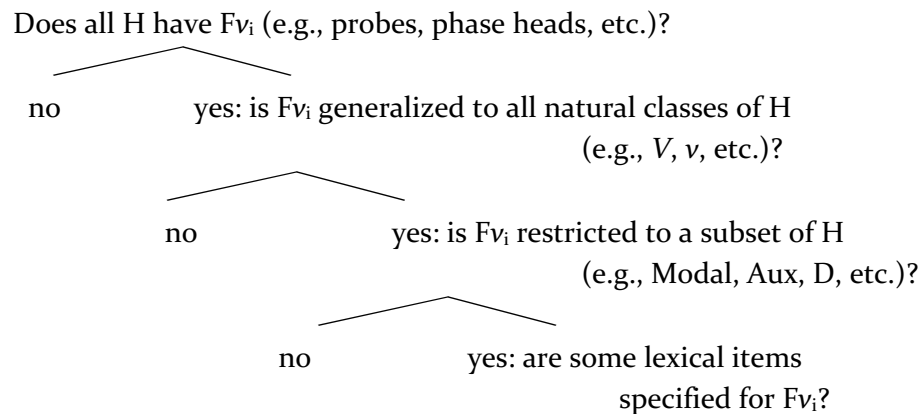 Does all H have Fvᵢ (e.g., probes, phase heads, etc.)?
no yes: is Fvᵢ generalized to all natural classes of H
(e.g., V, v, etc.)?
no yes: is Fvᵢ restricted to a subset of H
(e.g., Modal, Aux, D, etc.)?
no yes: are some lexical items
specified for Fvᵢ?